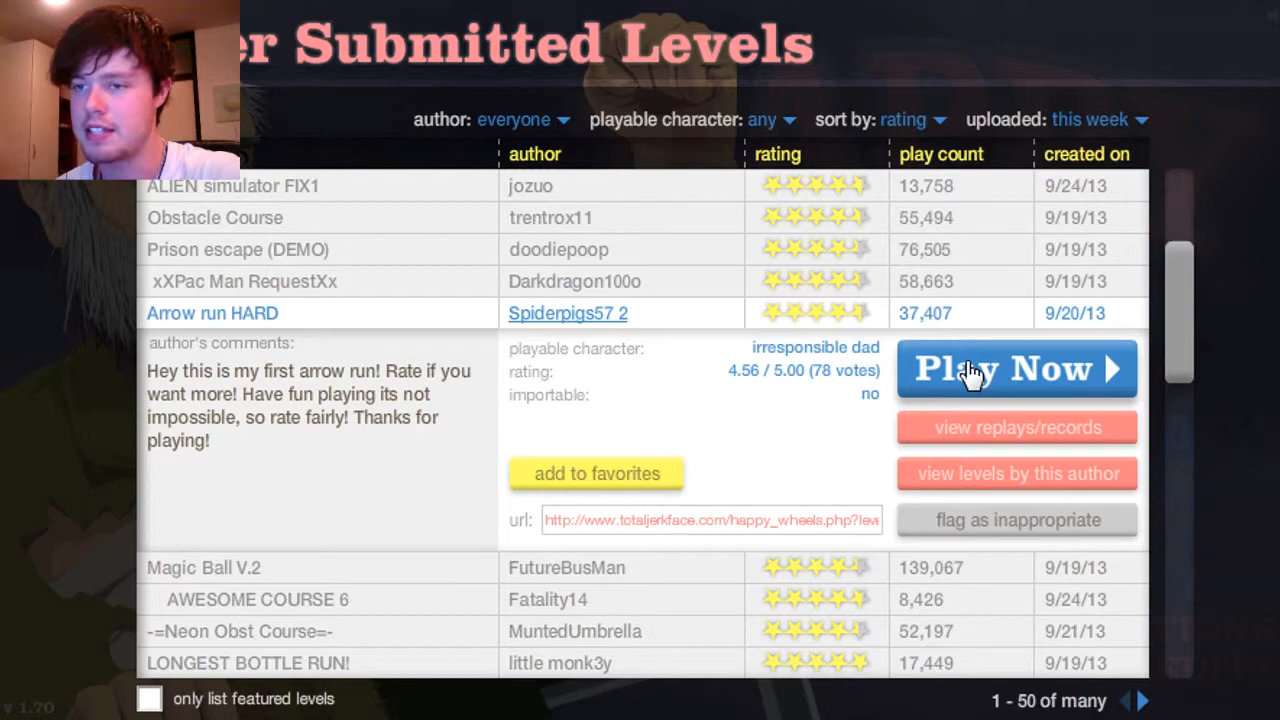 er Submitted Levels
author: everyone playable character: any sort by: rating uploaded: this week
author rating play count created on
ALIEN simulator FIX1 jozuo 13,758 9/24/13
Obstacle Course trentrox11 55,494 9/19/13
Prison escape (DEMO) doodiepoop 76,505 9/19/13
xXPac Man RequestXx Darkdragon100o 58,663 9/19/13
Arrow run HARD Spiderpigs57 2 37,407 9/20/13
author's comments:
Hey this is my first arrow run! Rate if you
want more! Have fun playing its not
impossible, so rate fairly! Thanks for
playing!
playable character: irresponsible dad
rating: 4.56 / 5.00 (78 votes)
importable: no
add to favorites
url: http://www.totaljerkface.com/happy_wheels.php?leve
Play Now
view replays/records
view levels by this author
flag as inappropriate
Magic Ball V.2 FutureBusMan 139,067 9/19/13
AWESOME COURSE 6 Fatality14 8,426 9/24/13
-=Neon Obst Course=- MuntedUmbrella 52,197 9/21/13
LONGEST BOTTLE RUN! little monk3y 17,449 9/19/13
only list featured levels 1 - 50 of many
v 1.70